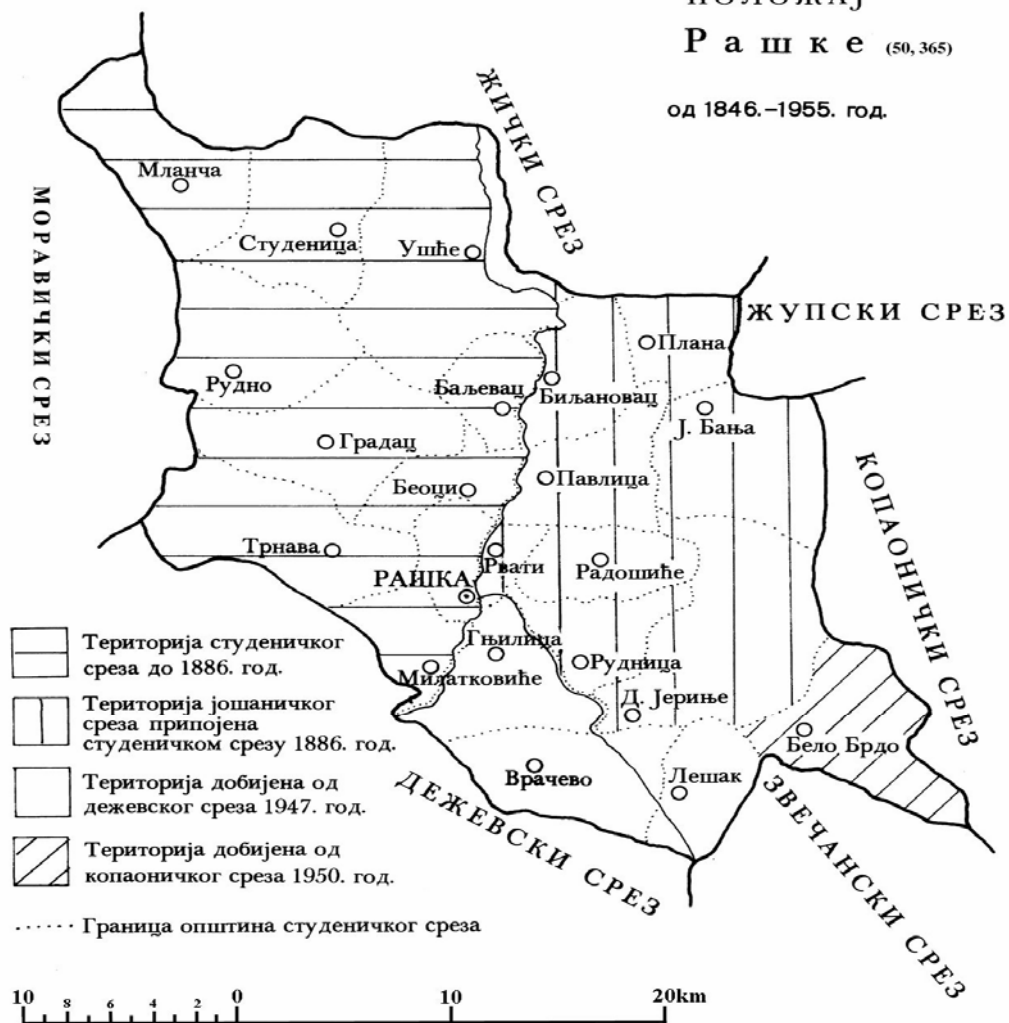 ПОЛОЖАЈ
Рашке (50, 365)
од 1846.–1955. год.
ЖИЧКИ СРЕЗ
МОРАВИЧКИ СРЕЗ
Мланча
Студеница
Ушће
ЖУПСКИ СРЕЗ
Плана
Рудно
Баљевац
Биљановац
Ј. Бања
Градац
КОПАОНИЧКИ СРЕЗ
Павлица
Беоци
Трнава
Рвати
Радошиће
РАШКА
Гњилица
Милатковиће
Рудница
Д. Јериње
Бело Брдо
Врачево
Лешак
ДЕЖЕВСКИ СРЕЗ
ЗВЕЧАНСКИ СРЕЗ
Територија студеничког
среза до 1886. год.
Територија јошаничког
среза припојена
студеничком срезу 1886. год.
Територија добијена од
дежевског среза 1947. год.
Територија добијена од
копаоничког среза 1950. год.
Граница општина студеничког среза
10 8 6 4 2 0 10 20km